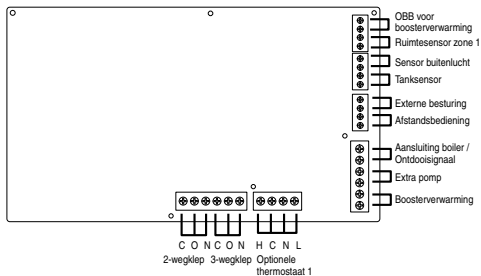 OBB voor
boosterverwarming
Ruimtesensor zone 1
Sensor buitenlucht
Tanksensor
Externe besturing
Afstandsbediening
Aansluiting boiler /
Ontdooisignaal
Extra pomp
Boosterverwarming
C O N C O N H C N L
2-wegklep 3-wegklep Optionele
thermostaat 1